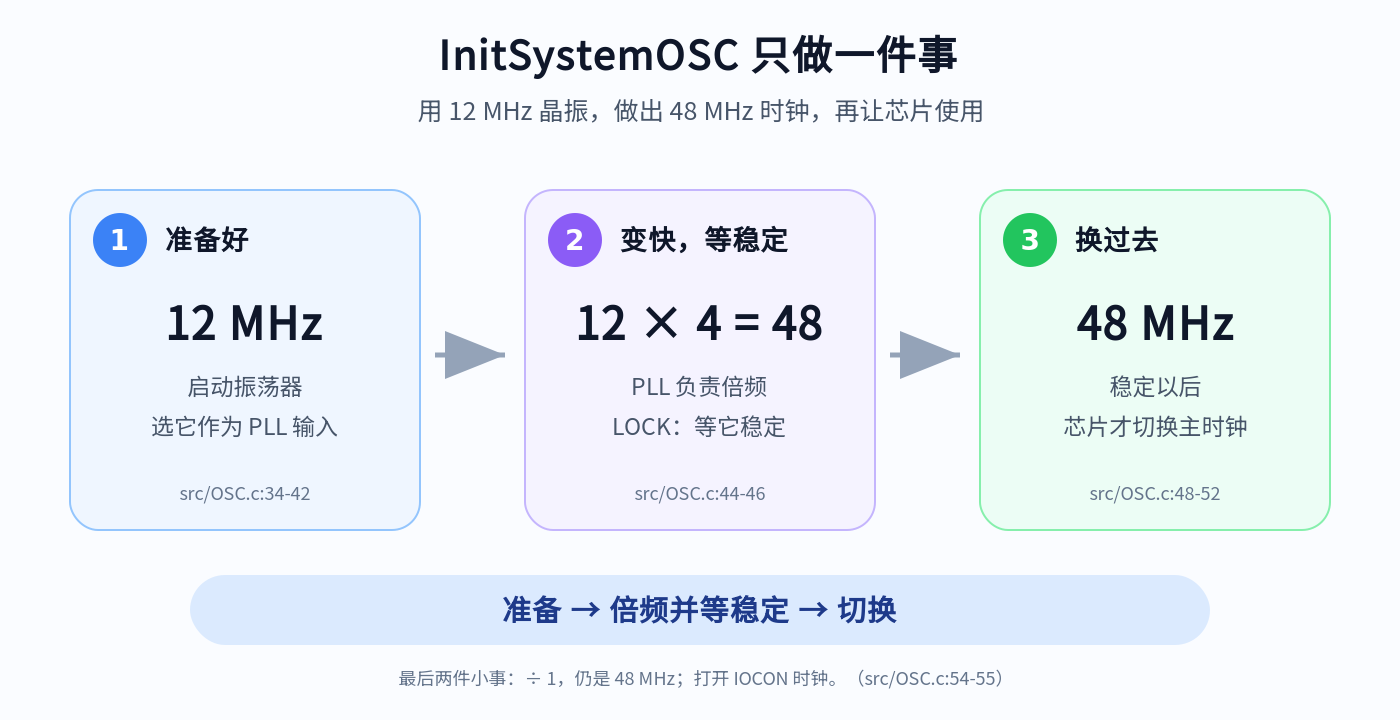 InitSystemOSC 只做一件事
用 12 MHz 晶振，做出 48 MHz 时钟，再让芯片使用
1 准备好
12 MHz
启动振荡器
选它作为 PLL 输入
src/OSC.c:34-42
2 变快，等稳定
12 × 4 = 48
PLL 负责倍频
LOCK：等它稳定
src/OSC.c:44-46
3 换过去
48 MHz
稳定以后
芯片才切换主时钟
src/OSC.c:48-52
准备 → 倍频并等稳定 → 切换
最后两件小事：÷ 1，仍是 48 MHz；打开 IOCON 时钟。（src/OSC.c:54-55）